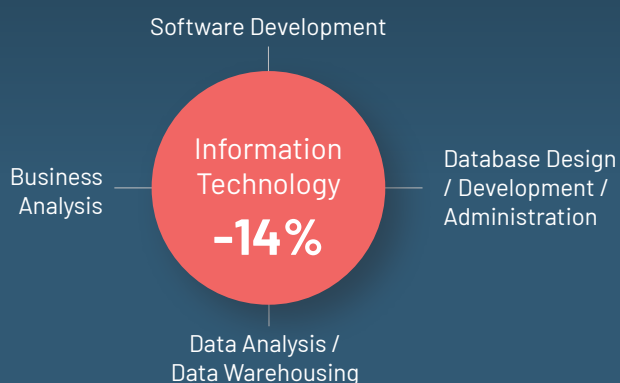 Software Development
Information
Technology
-14%
Business
Analysis
Database Design
/ Development /
Administration
Data Analysis /
Data Warehousing